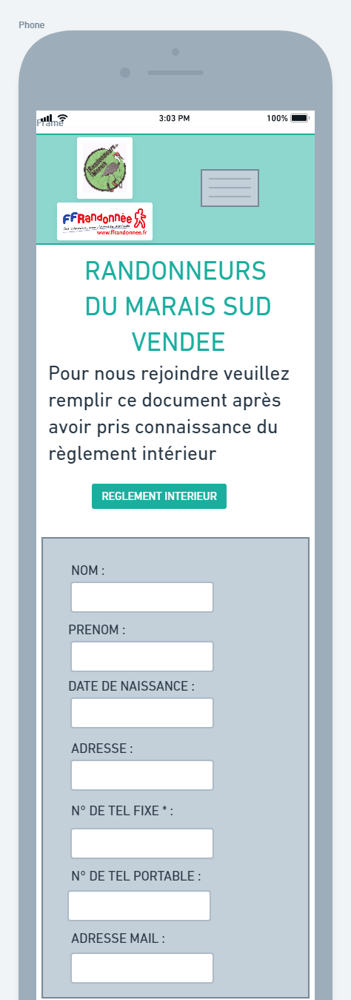 Phone
Frame
3:03 PM
100%
Randonneurs
Marais
FFRandonnée
www.ffrandonnee.fr
RANDONNEURS
DU MARAIS SUD
VENDEE
Pour nous rejoindre veuillez
remplir ce document après
avoir pris connaissance du
règlement intérieur
REGLEMENT INTERIEUR
NOM :
PRENOM :
DATE DE NAISSANCE :
ADRESSE :
N° DE TEL FIXE * :
N° DE TEL PORTABLE :
ADRESSE MAIL :